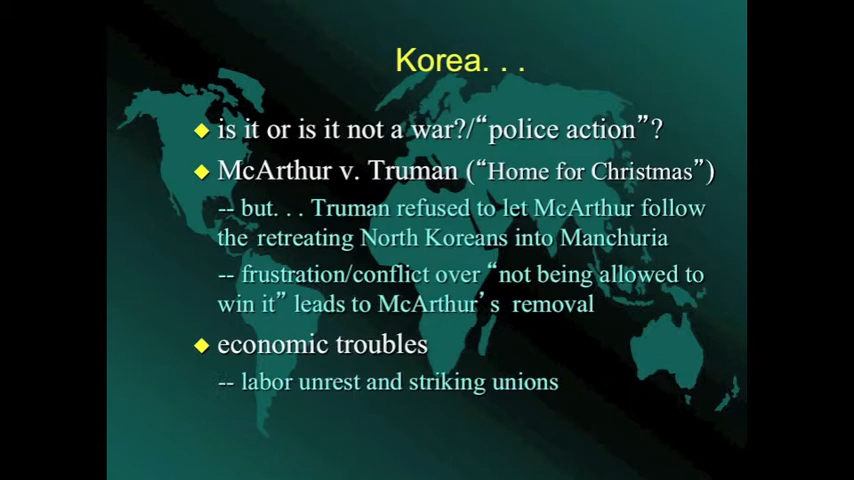 Korea. . .
is it or is it not a war?/“police action”?
McArthur v. Truman (“Home for Christmas”)
-- but. . . Truman refused to let McArthur follow
the retreating North Koreans into Manchuria
-- frustration/conflict over “not being allowed to
win it” leads to McArthur’s removal
economic troubles
-- labor unrest and striking unions